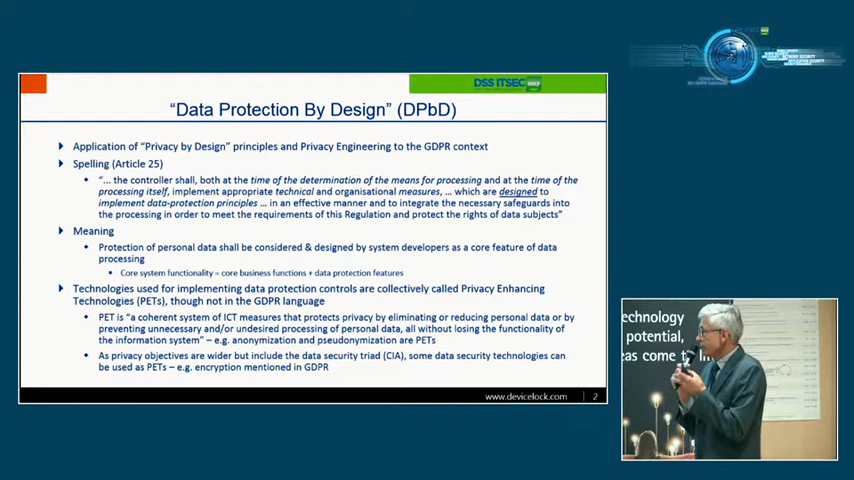 DSS ITSEC
"Data Protection By Design" (DPbD)
Application of "Privacy by Design" principles and Privacy Engineering to the GDPR context
Spelling (Article 25)
"... the controller shall, both at the time of the determination of the means for processing and at the time of the
processing itself, implement appropriate technical and organisational measures, ... which are designed to
implement data-protection principles ... in an effective manner and to integrate the necessary safeguards into
the processing in order to meet the requirements of this Regulation and protect the rights of data subjects"
Meaning
Protection of personal data shall be considered & designed by system developers as a core feature of data
processing
Core system functionality = core business functions + data protection features
Technologies used for implementing data protection controls are collectively called Privacy Enhancing
Technologies (PETs), though not in the GDPR language
PET is "a coherent system of ICT measures that protects privacy by eliminating or reducing personal data or by
preventing unnecessary and/or undesired processing of personal data, all without losing the functionality of
the information system" – e.g. anonymization and pseudonymization are PETs
As privacy objectives are wider but include the data security triad (CIA), some data security technologies can
be used as PETs – e.g. encryption mentioned in GDPR
www.devicelock.com 2
echnology
potential,
eas come to